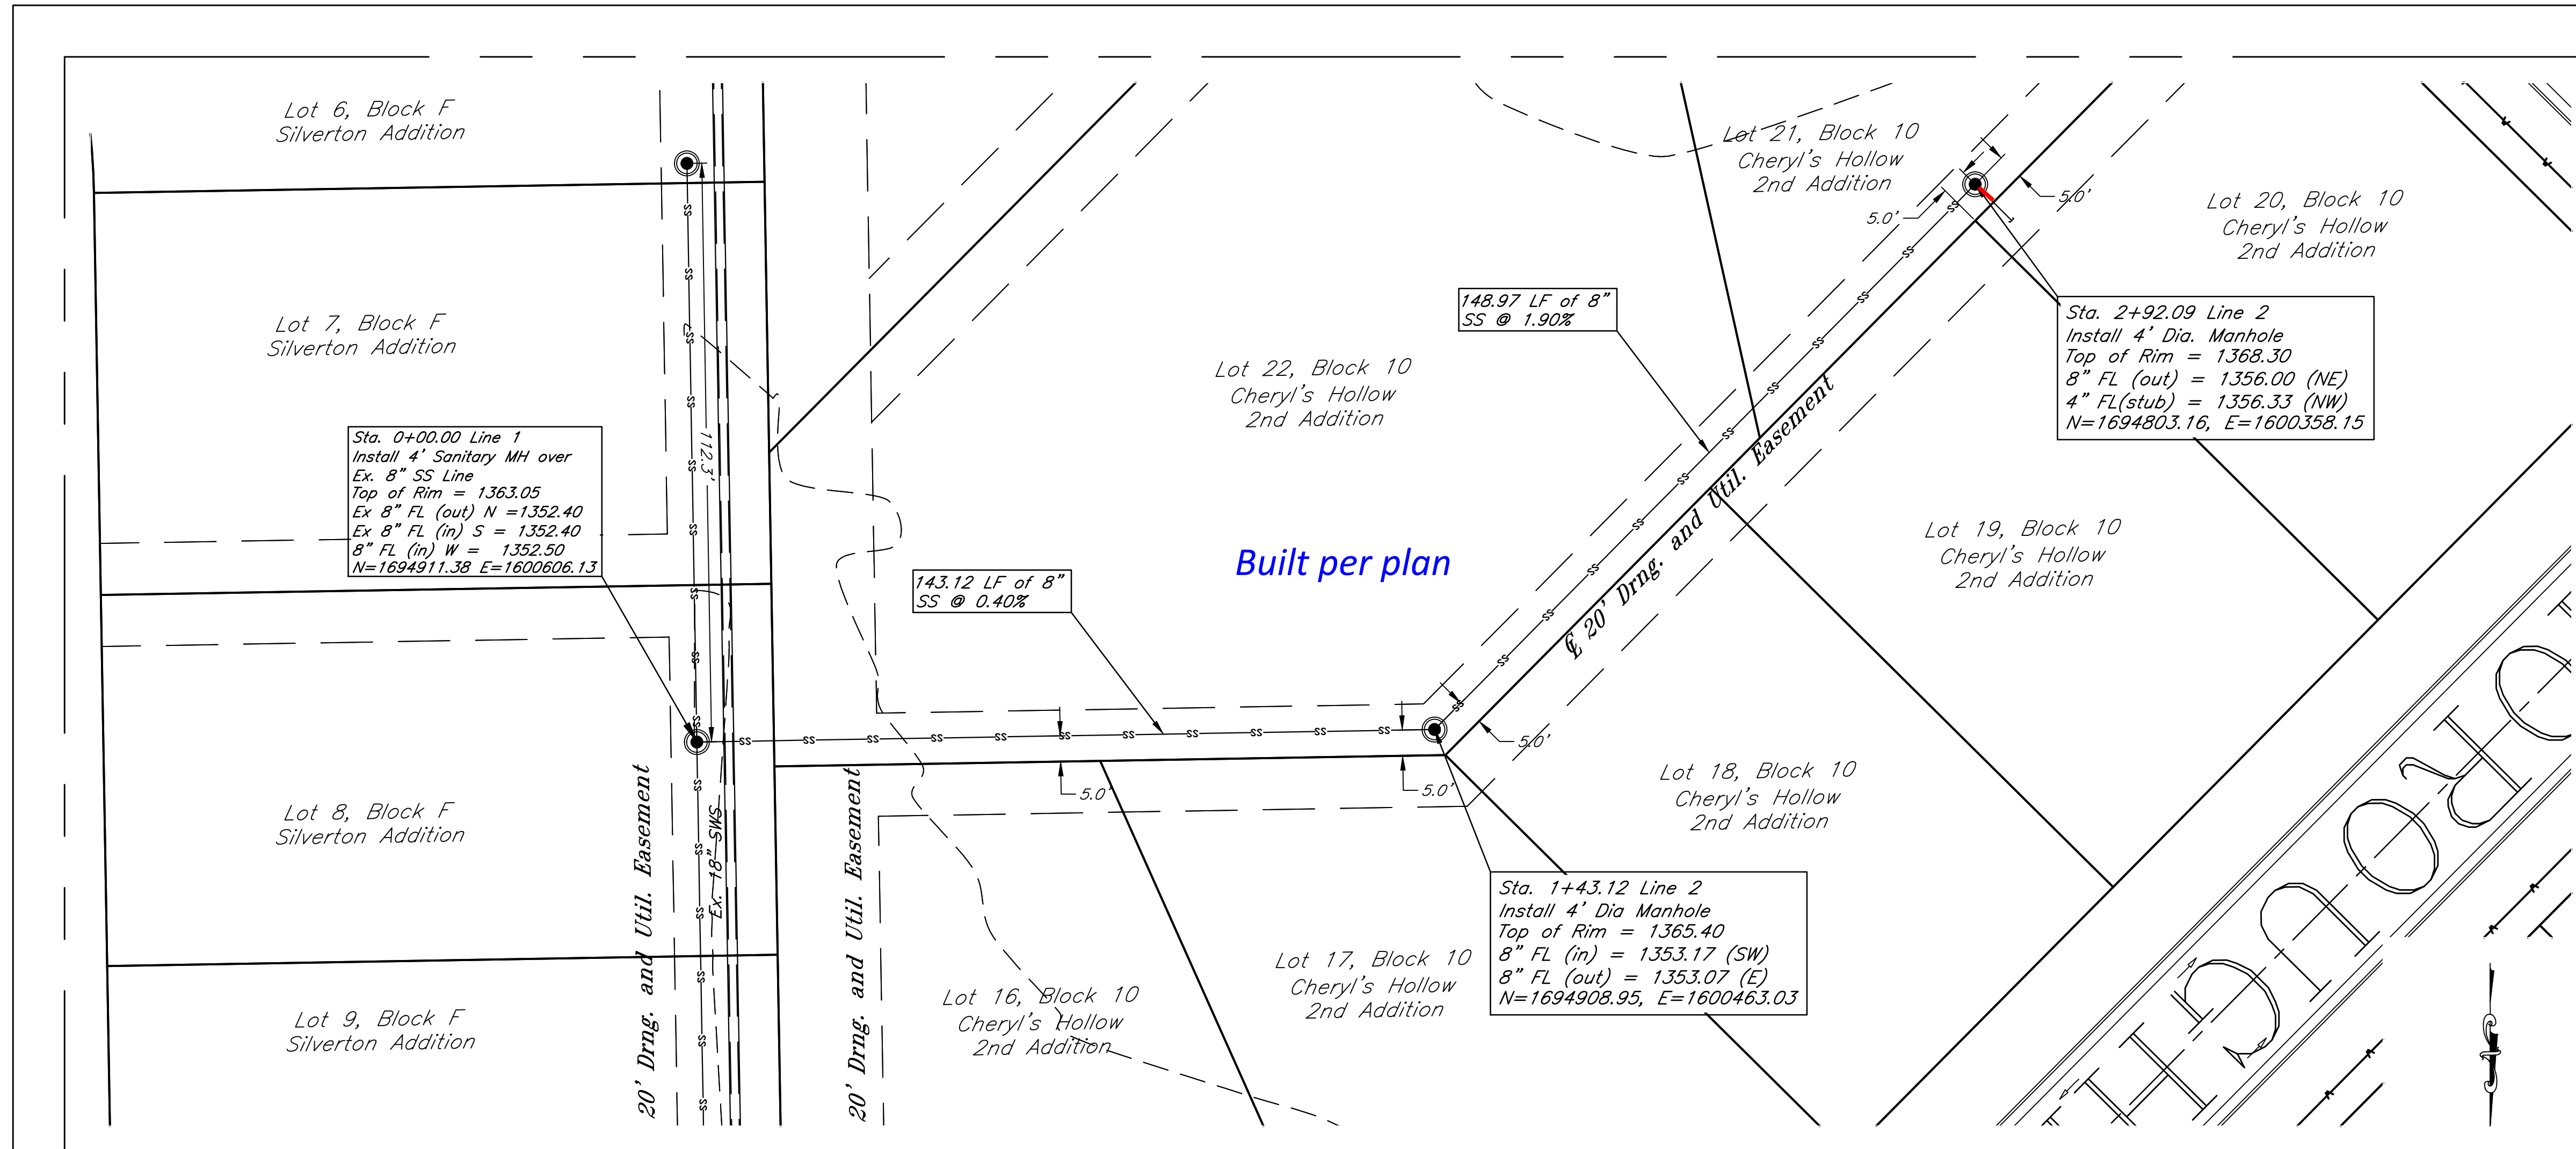 Lot 6, Block F
Silverton Addition
Lot 7, Block F
Silverton Addition
Sta. 0+00.00 Line 1
Install 4' Sanitary MH over
Ex. 8" SS Line
Top of Rim = 1363.05
Ex 8" FL (out) N =1352.40
Ex 8" FL (in) S = 1352.40
8" FL (in) W = 1352.50
N=1694911.38 E=1600606.13
112.3'
Lot 8, Block F
Silverton Addition
Lot 9, Block F
Silverton Addition
20' Drng. and Util. Easement
Ex. 18" SWS
20' Drng. and Util. Easement
143.12 LF of 8"
SS @ 0.40%
Lot 22, Block 10
Cheryl's Hollow
2nd Addition
Built per plan
148.97 LF of 8"
SS @ 1.90%
Lot 21, Block 10
Cheryl's Hollow
2nd Addition
5.0'
5.0'
Lot 20, Block 10
Cheryl's Hollow
2nd Addition
Sta. 2+92.09 Line 2
Install 4' Dia. Manhole
Top of Rim = 1368.30
8" FL (out) = 1356.00 (NE)
4" FL(stub) = 1356.33 (NW)
N=1694803.16, E=1600358.15
℄ 20' Drng. and Util. Easement
Lot 19, Block 10
Cheryl's Hollow
2nd Addition
5.0'
5.0'
5.0'
Lot 18, Block 10
Cheryl's Hollow
2nd Addition
Sta. 1+43.12 Line 2
Install 4' Dia Manhole
Top of Rim = 1365.40
8" FL (in) = 1353.17 (SW)
8" FL (out) = 1353.07 (E)
N=1694908.95, E=1600463.03
Lot 17, Block 10
Cheryl's Hollow
2nd Addition
Lot 16, Block 10
Cheryl's Hollow
2nd Addition